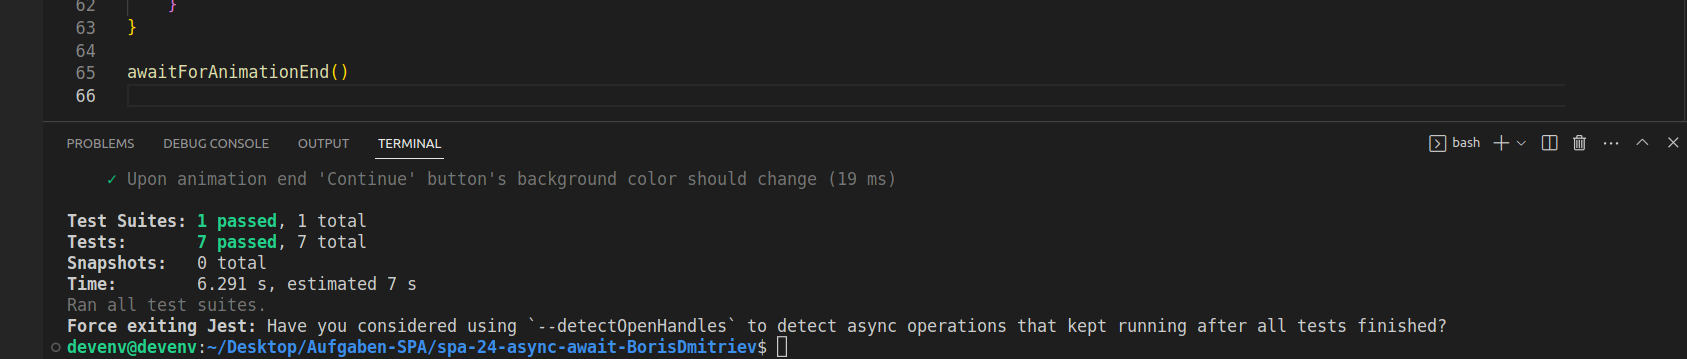 62 }
63 }
64
65 awaitForAnimationEnd()
66
PROBLEMS DEBUG CONSOLE OUTPUT TERMINAL bash
✓ Upon animation end 'Continue' button's background color should change (19 ms)
Test Suites: 1 passed, 1 total
Tests: 7 passed, 7 total
Snapshots: 0 total
Time: 6.291 s, estimated 7 s
Ran all test suites.
Force exiting Jest: Have you considered using `--detectOpenHandles` to detect async operations that kept running after all tests finished?
devenv@devenv:~/Desktop/Aufgaben-SPA/spa-24-async-await-BorisDmitriev$